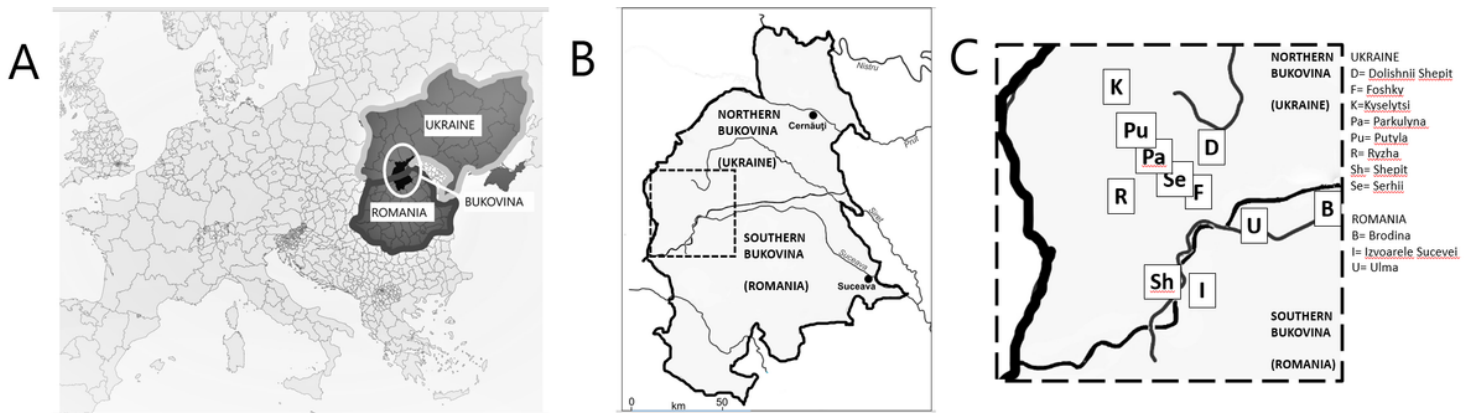 A
UKRAINE
ROMANIA
BUKOVINA
B
Nistru
NORTHERN
BUKOVINA
Cernăuți
Prut
(UKRAINE)
Siret
SOUTHERN
BUKOVINA
Suceava
(ROMANIA)
Suceava
0 km 50
C
NORTHERN
BUKOVINA
(UKRAINE)
K
Pu
Pa
D
Se
R
F
U
B
Sh
I
SOUTHERN
BUKOVINA
(ROMANIA)
UKRAINE
D= Dolishnii Shepit
F= Foshky
K=Kyselytsi
Pa= Parkulyna
Pu= Putyla
R= Ryzha
Sh= Shepit
Se= Serhii
ROMANIA
B= Brodina
I= Izvoarele Sucevei
U= Ulma